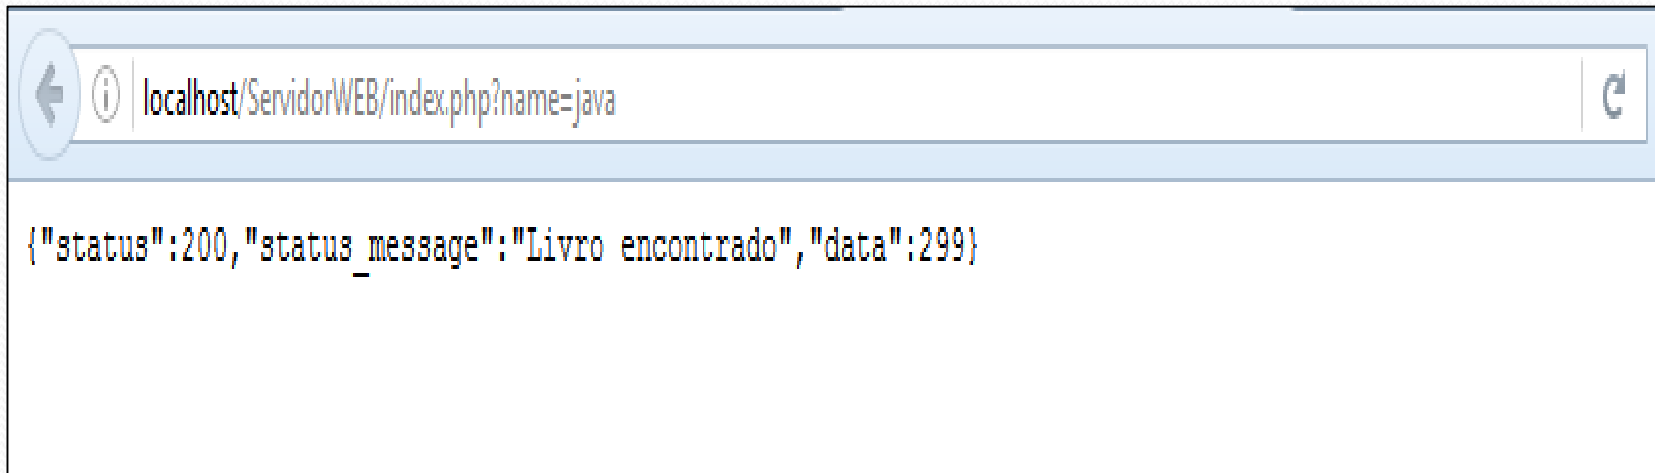 localhost/ServidorWEB/index.php?name=java
{"status":200,"status_message":"Livro encontrado","data":299}